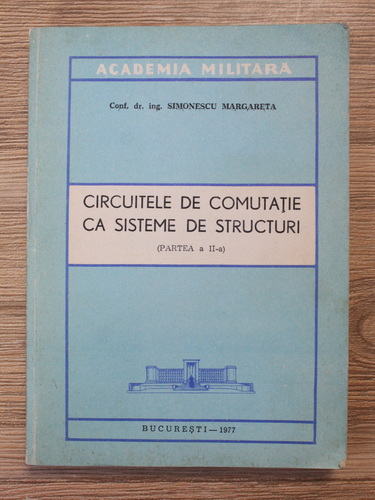 ACADEMIA MILITARĂ
Conf. dr. ing. SIMONESCU MARGARETA
CIRCUITELE DE COMUTAȚIE
CA SISTEME DE STRUCTURI
(PARTEA a II-a)
BUCUREȘTI — 1977